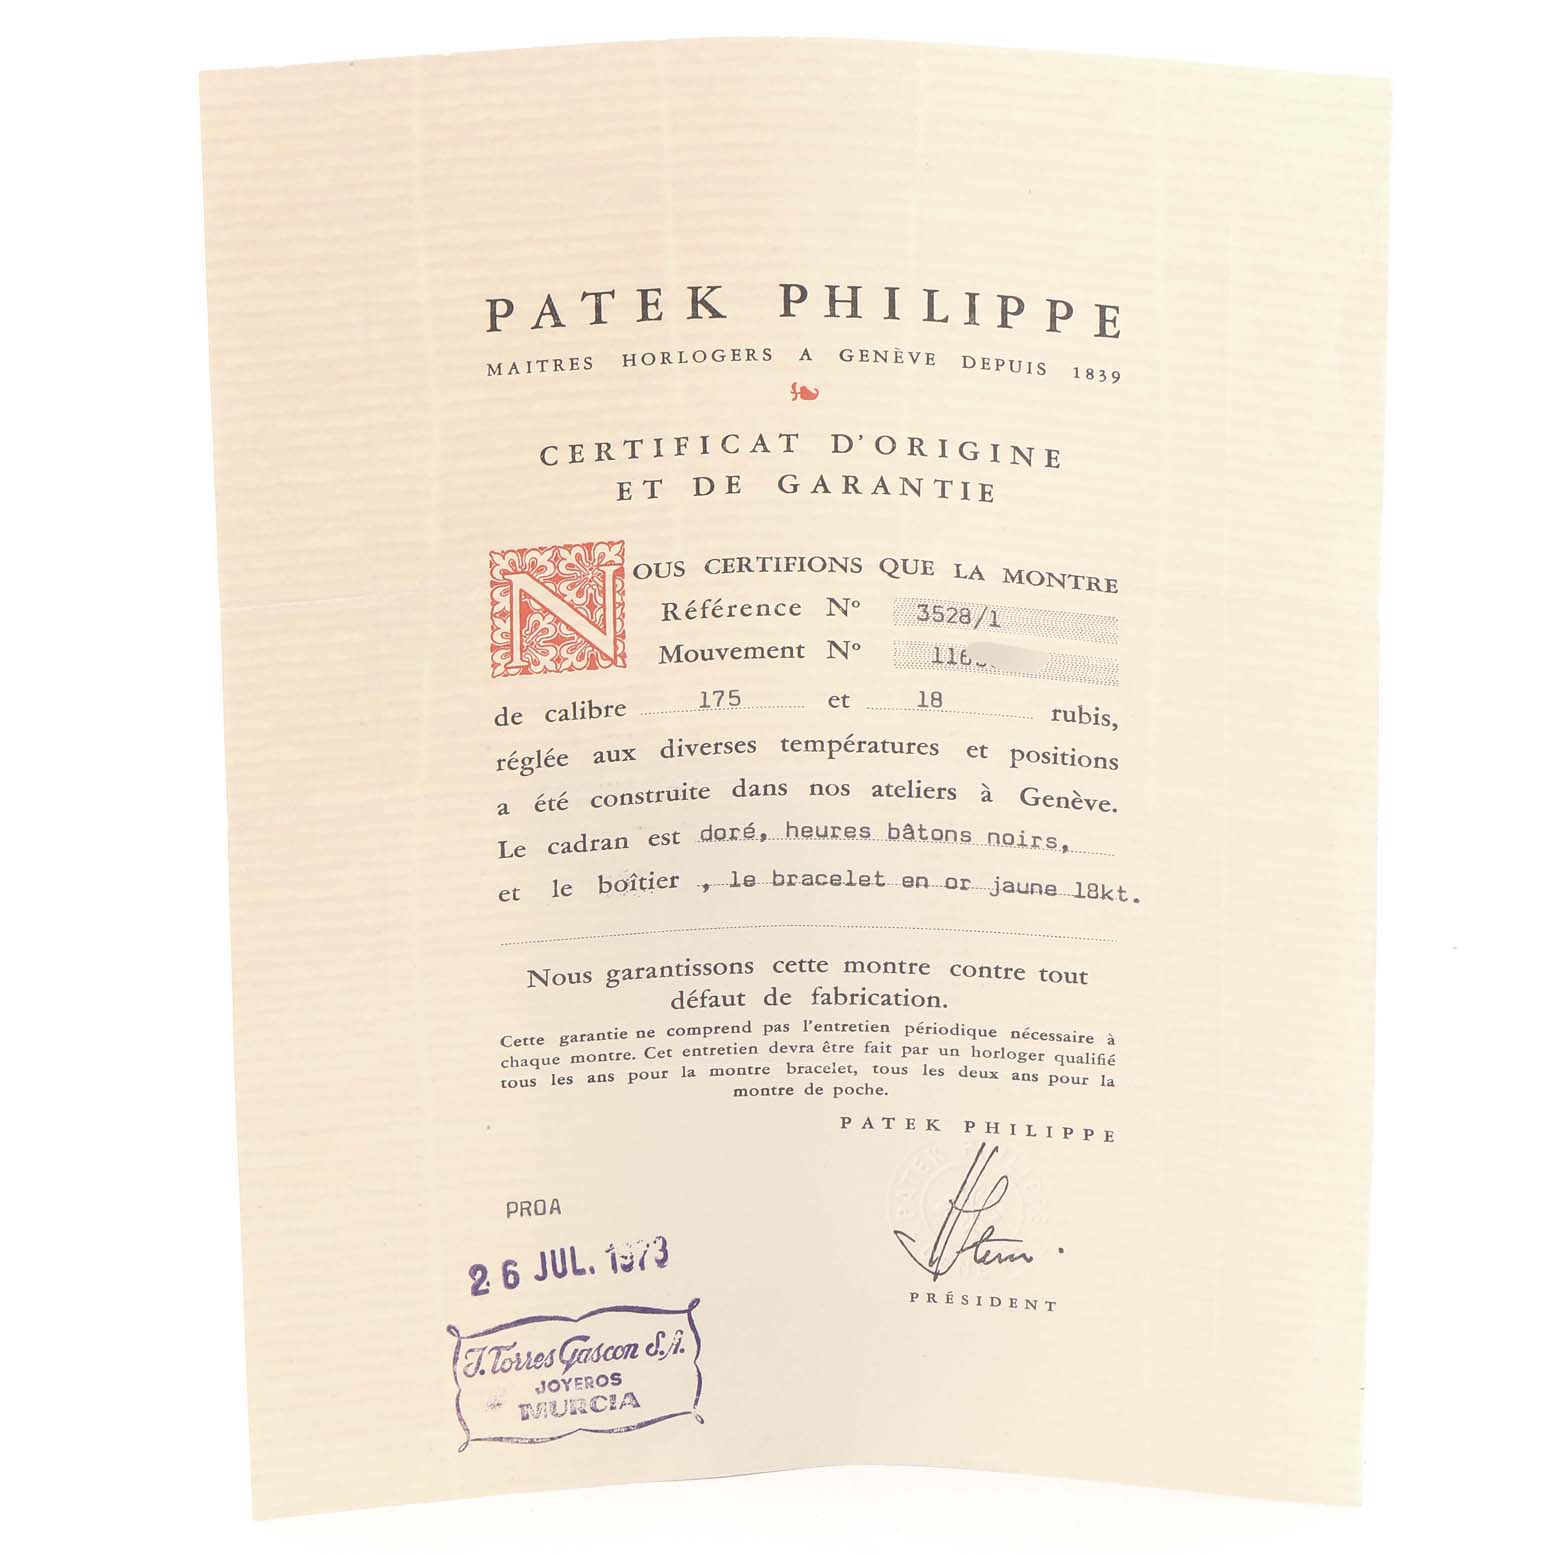 PATEK PHILIPPE
MAITRES HORLOGERS A GENÈVE DEPUIS 1839
CERTIFICAT D'ORIGINE
ET DE GARANTIE
NOUS CERTIFIONS QUE LA MONTRE
Référence Nº 3528/1
Mouvement Nº 116
de calibre 175 et 18 rubis,
réglée aux diverses températures et positions
a été construite dans nos ateliers à Genève.
Le cadran est doré, heures bâtons noirs,
et le boîtier , le bracelet en or jaune 18kt.
Nous garantissons cette montre contre tout
défaut de fabrication.
Cette garantie ne comprend pas l'entretien périodique nécessaire à
chaque montre. Cet entretien devra être fait par un horloger qualifié
tous les ans pour la montre bracelet, tous les deux ans pour la
montre de poche.
PATEK PHILIPPE
PRÉSIDENT
PROA
26 JUL. 1973
J. Torres Gascon S.A.
JOYEROS
MURCIA